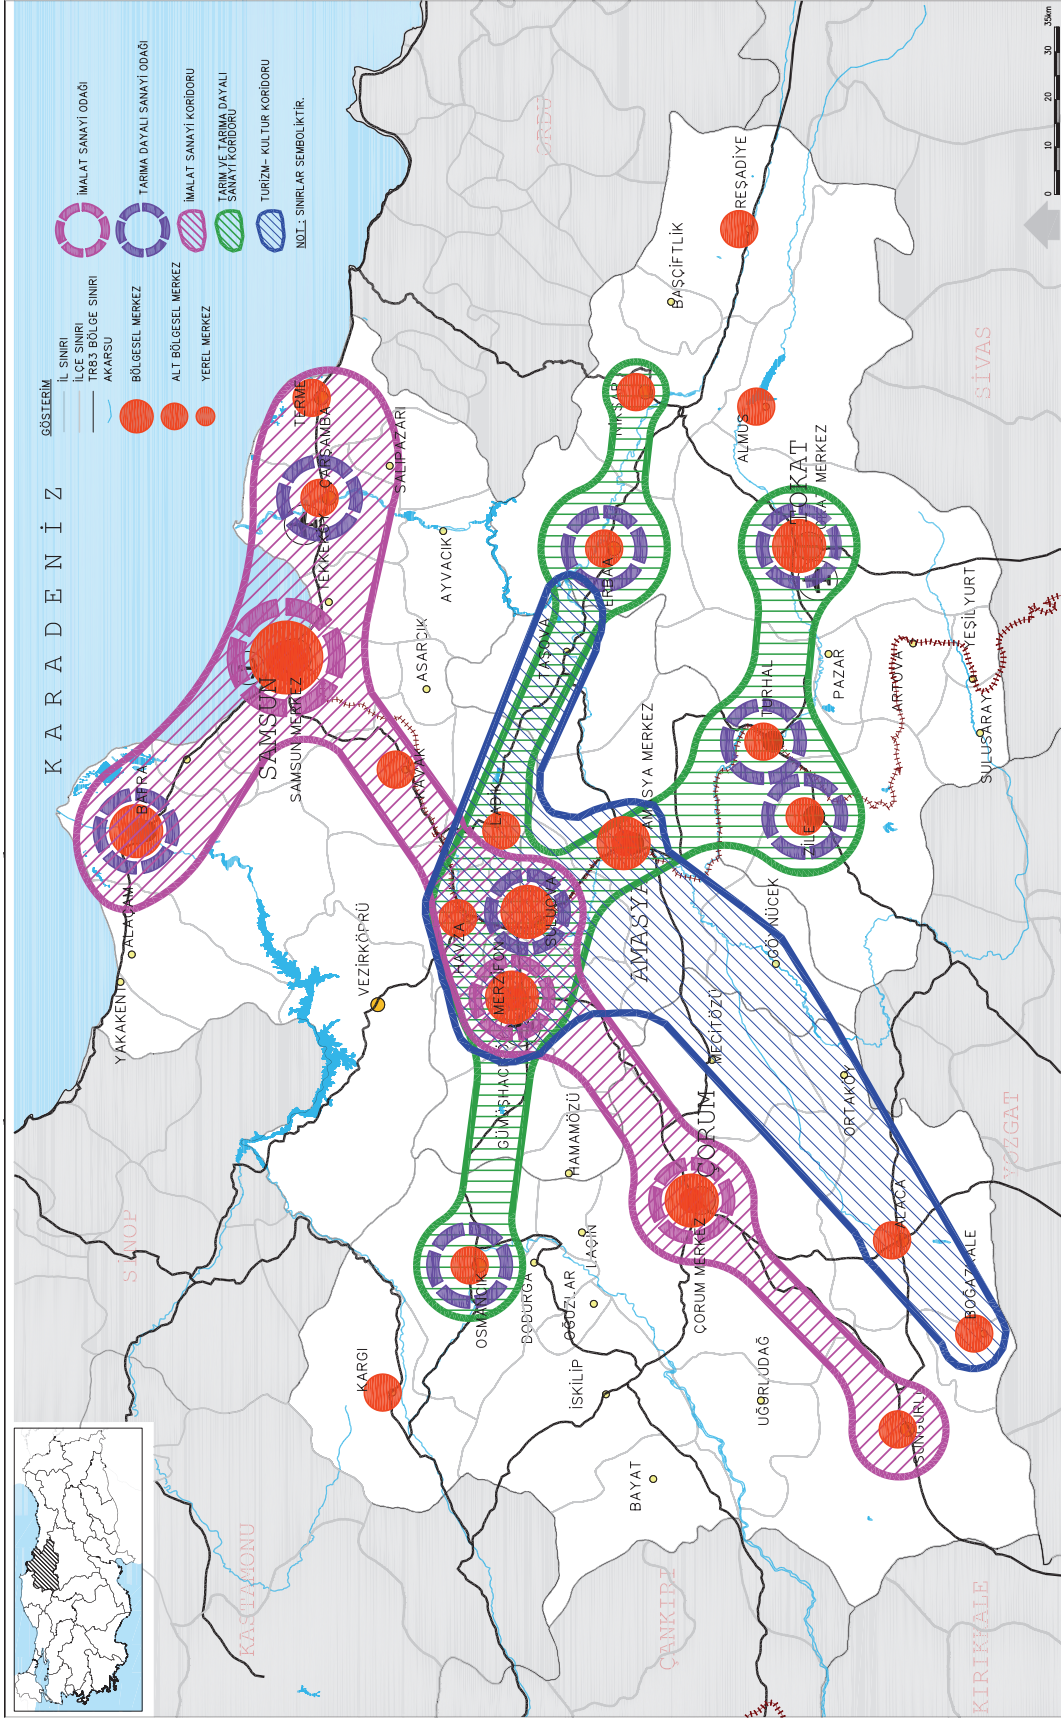 KARADENİZ
GÖSTERİM
İL SINIRI
İLÇE SINIRI
TR83 BÖLGE SINIRI
AKARSU
BÖLGESEL MERKEZ
ALT BÖLGESEL MERKEZ
YEREL MERKEZ
İMALAT SANAYİ ODAĞI
TARIMA DAYALI SANAYİ ODAĞI
İMALAT SANAYİ KORİDORU
TARIM VE TARIMA DAYALI
SANAYİ KORİDORU
TURİZM- KULTUR KORİDORU
NOT : SINIRLAR SEMBOLİKTİR.
YAKAKENT
ALAÇAM
BAFRA
SAMSUN
SAMSUN MERKEZ
TEKKEKÖY
ÇARŞAMBA
TERME
SALIPAZARI
AYVACIK
ASARCIK
KAVAK
VEZİRKÖPRÜ
HAVZA
LADİK
SİNOP
KASTAMONU
ORDU
KARGI
OSMANCIK
DODURGA
OĞUZLAR
LAÇİN
HAMAMÖZÜ
GÜMÜŞHAC
MERZİFON
SULUOVA
TAŞOVA
ERBAA
NİKSAR
BAŞÇİFTLİK
REŞADİYE
AMASYA
AMASYA MERKEZ
İSKİLİP
BAYAT
UĞURLUDAĞ
ÇORUM
ÇORUM MERKEZ
MECİTÖZÜ
GÖYNÜCEK
ORTAKÖY
ALACA
BOĞAZKALE
SUNGURLU
ZİLE
TURHAL
PAZAR
TOKAT
MERKEZ
ALMUS
ARTOVA
YEŞİLYURT
SULUSARAY
ÇANKIRI
KIRIKKALE
YOZGAT
SİVAS
0 10 20 30 35km